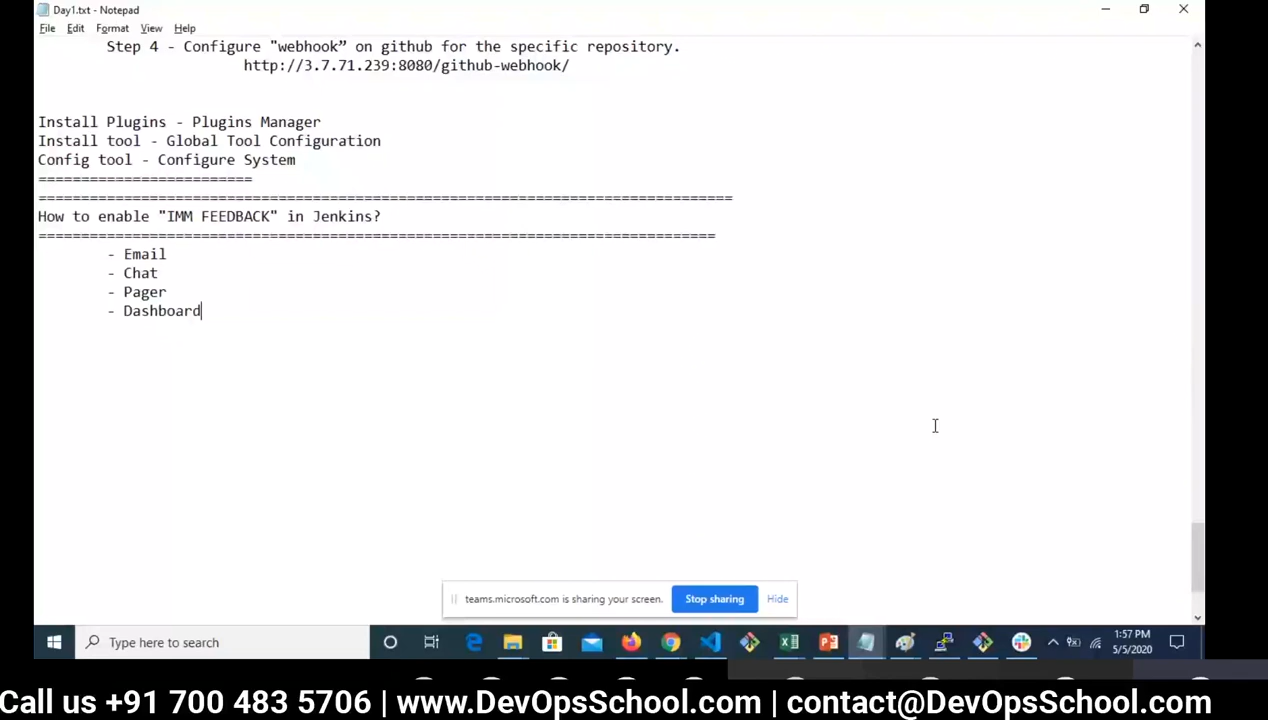 Day1.txt - Notepad
File Edit Format View Help
Step 4 - Configure "webhook” on github for the specific repository.
http://3.7.71.239:8080/github-webhook/
Install Plugins - Plugins Manager
Install tool - Global Tool Configuration
Config tool - Configure System
=========================
=================================================================================
How to enable "IMM FEEDBACK" in Jenkins?
===============================================================================
- Email
- Chat
- Pager
- Dashboard
teams.microsoft.com is sharing your screen. Stop sharing Hide
Type here to search
1:57 PM
5/5/2020
Call us +91 700 483 5706 | www.DevOpsSchool.com | contact@DevOpsSchool.com